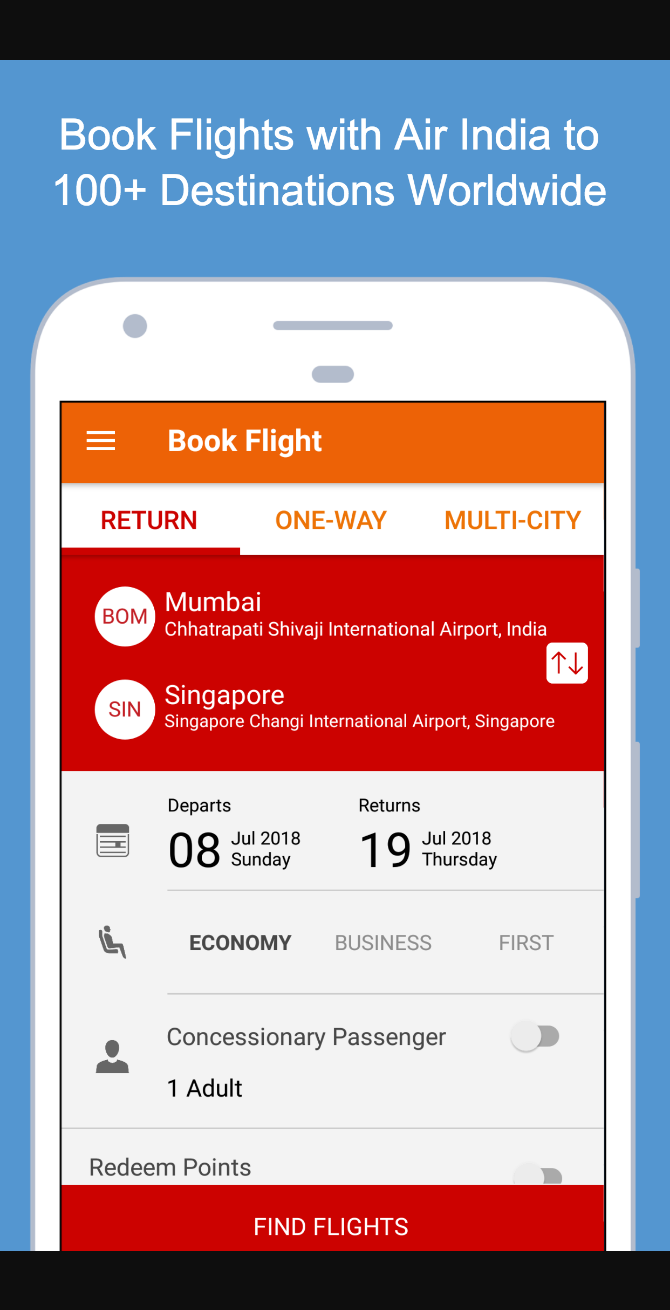 Book Flights with Air India to
100+ Destinations Worldwide
Book Flight
RETURN ONE-WAY MULTI-CITY
BOM Mumbai
Chhatrapati Shivaji International Airport, India
SIN Singapore
Singapore Changi International Airport, Singapore
Departs Returns
08 Jul 2018 Sunday 19 Jul 2018 Thursday
ECONOMY BUSINESS FIRST
Concessionary Passenger
1 Adult
Redeem Points
FIND FLIGHTS